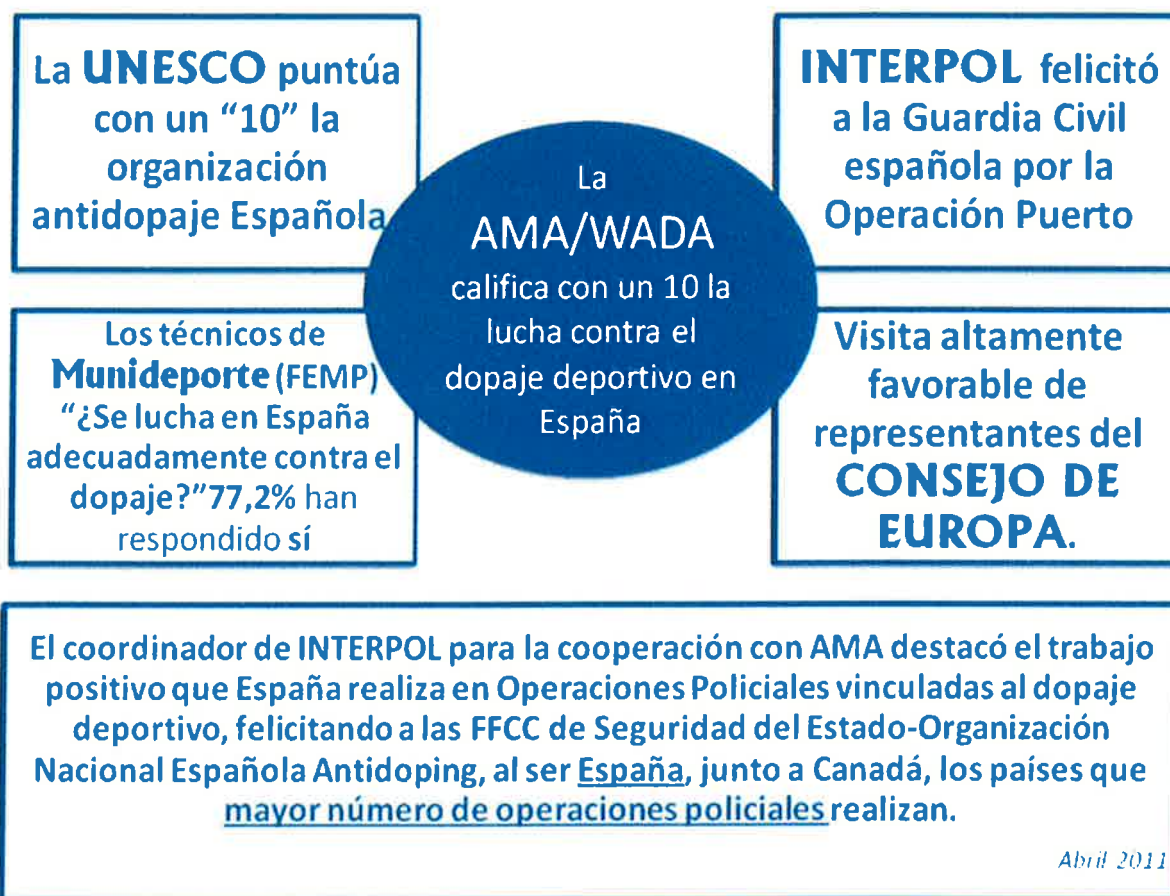 La UNESCO puntúa
con un “10” la
organización
antidopaje Española
INTERPOL felicitó
a la Guardia Civil
española por la
Operación Puerto
La
AMA/WADA
califica con un 10 la
lucha contra el
dopaje deportivo en
España
Los técnicos de
Munideporte (FEMP)
“¿Se lucha en España
adecuadamente contra el
dopaje?”77,2% han
respondido sí
Visita altamente
favorable de
representantes del
CONSEJO DE
EUROPA.
El coordinador de INTERPOL para la cooperación con AMA destacó el trabajo
positivo que España realiza en Operaciones Policiales vinculadas al dopaje
deportivo, felicitando a las FFCC de Seguridad del Estado-Organización
Nacional Española Antidoping, al ser España, junto a Canadá, los países que
mayor número de operaciones policiales realizan.
Abril 2011